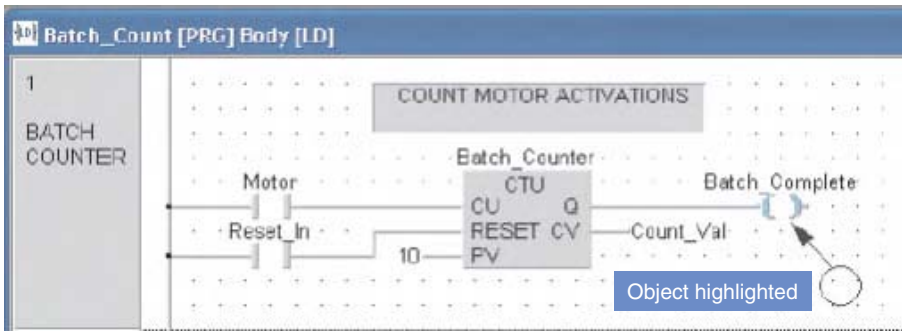 Batch_Count [PRG] Body [LD]
1
BATCH
COUNTER
COUNT MOTOR ACTIVATIONS
Batch_Counter
CTU
Motor
Batch_Complete
CU Q
Reset_In
RESET CV
Count_Val
10
PV
Object highlighted